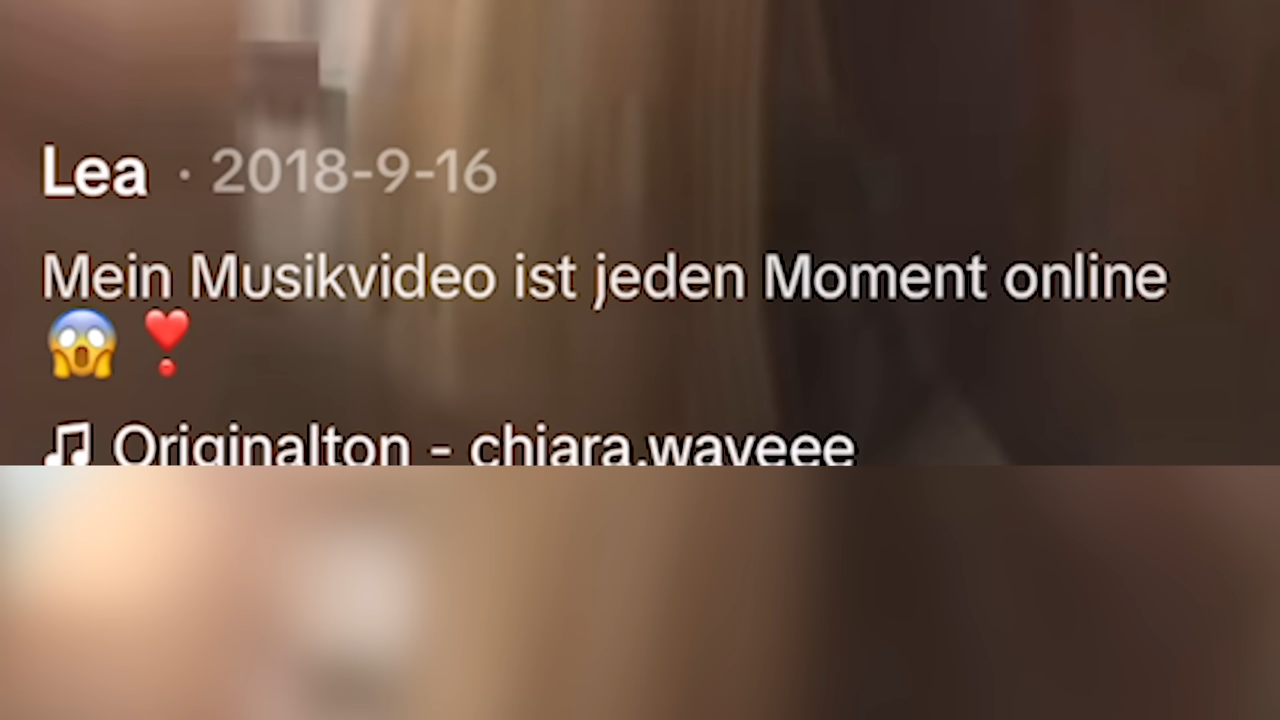 Lea · 2018-9-16
Mein Musikvideo ist jeden Moment online
😱 ❣️
♫ Originalton - chiara.waveee